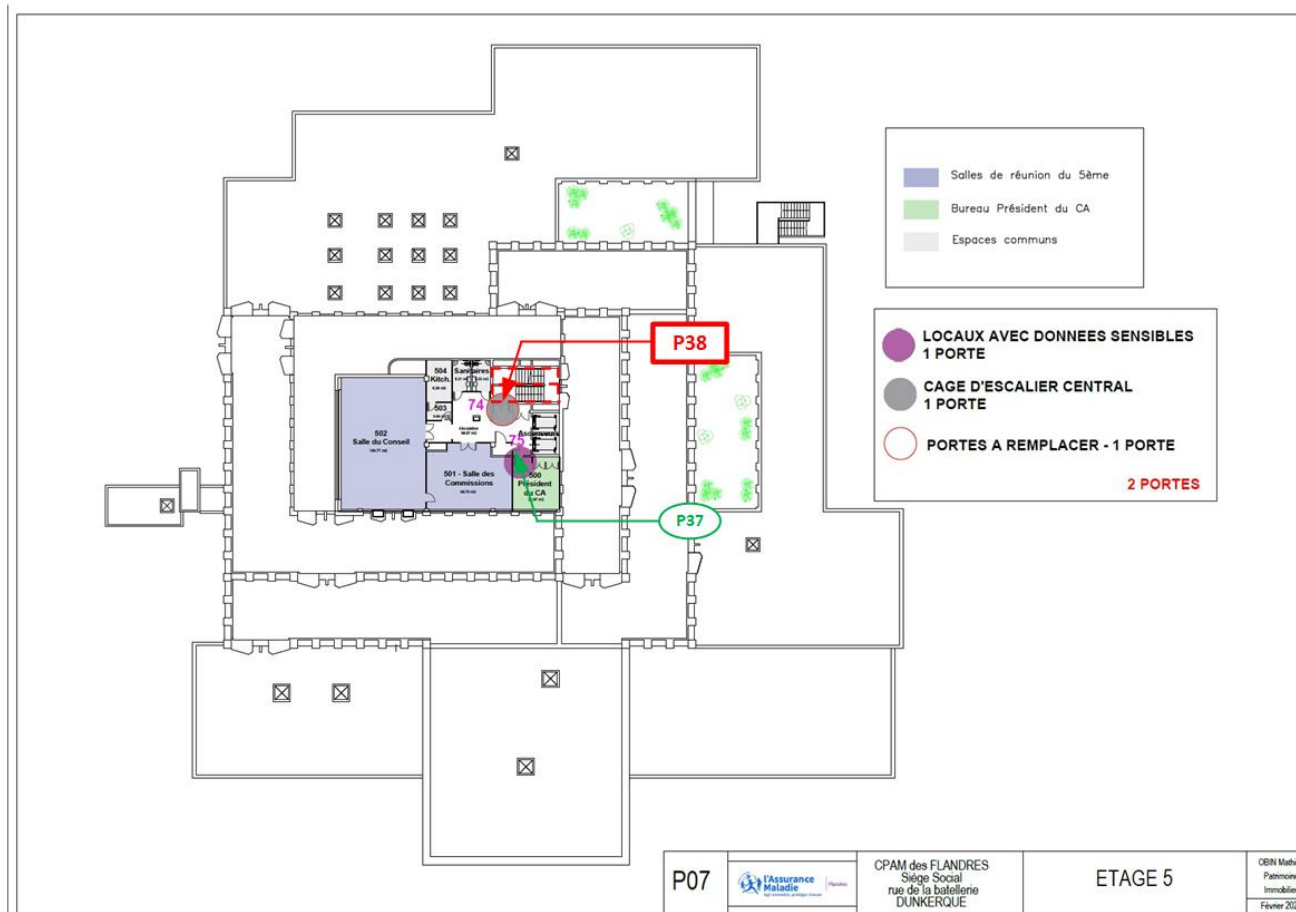 Salles de réunion du 5ème
Bureau Président du CA
Espaces communs
LOCAUX AVEC DONNEES SENSIBLES
1 PORTE
CAGE D'ESCALIER CENTRAL
1 PORTE
PORTES A REMPLACER - 1 PORTE
2 PORTES
P38
504
Kitch.
Sanitaires
503
74
75
Ascenseurs
502
Salle du Conseil
501 - Salle des
Commissions
500
Président
du CA
P37
P07
l'Assurance
Maladie
Flandres
CPAM des FLANDRES
Siège Social
rue de la batellerie
DUNKERQUE
ETAGE 5
OBIN Mathi
Patrimoine
Immobilier
Février 202